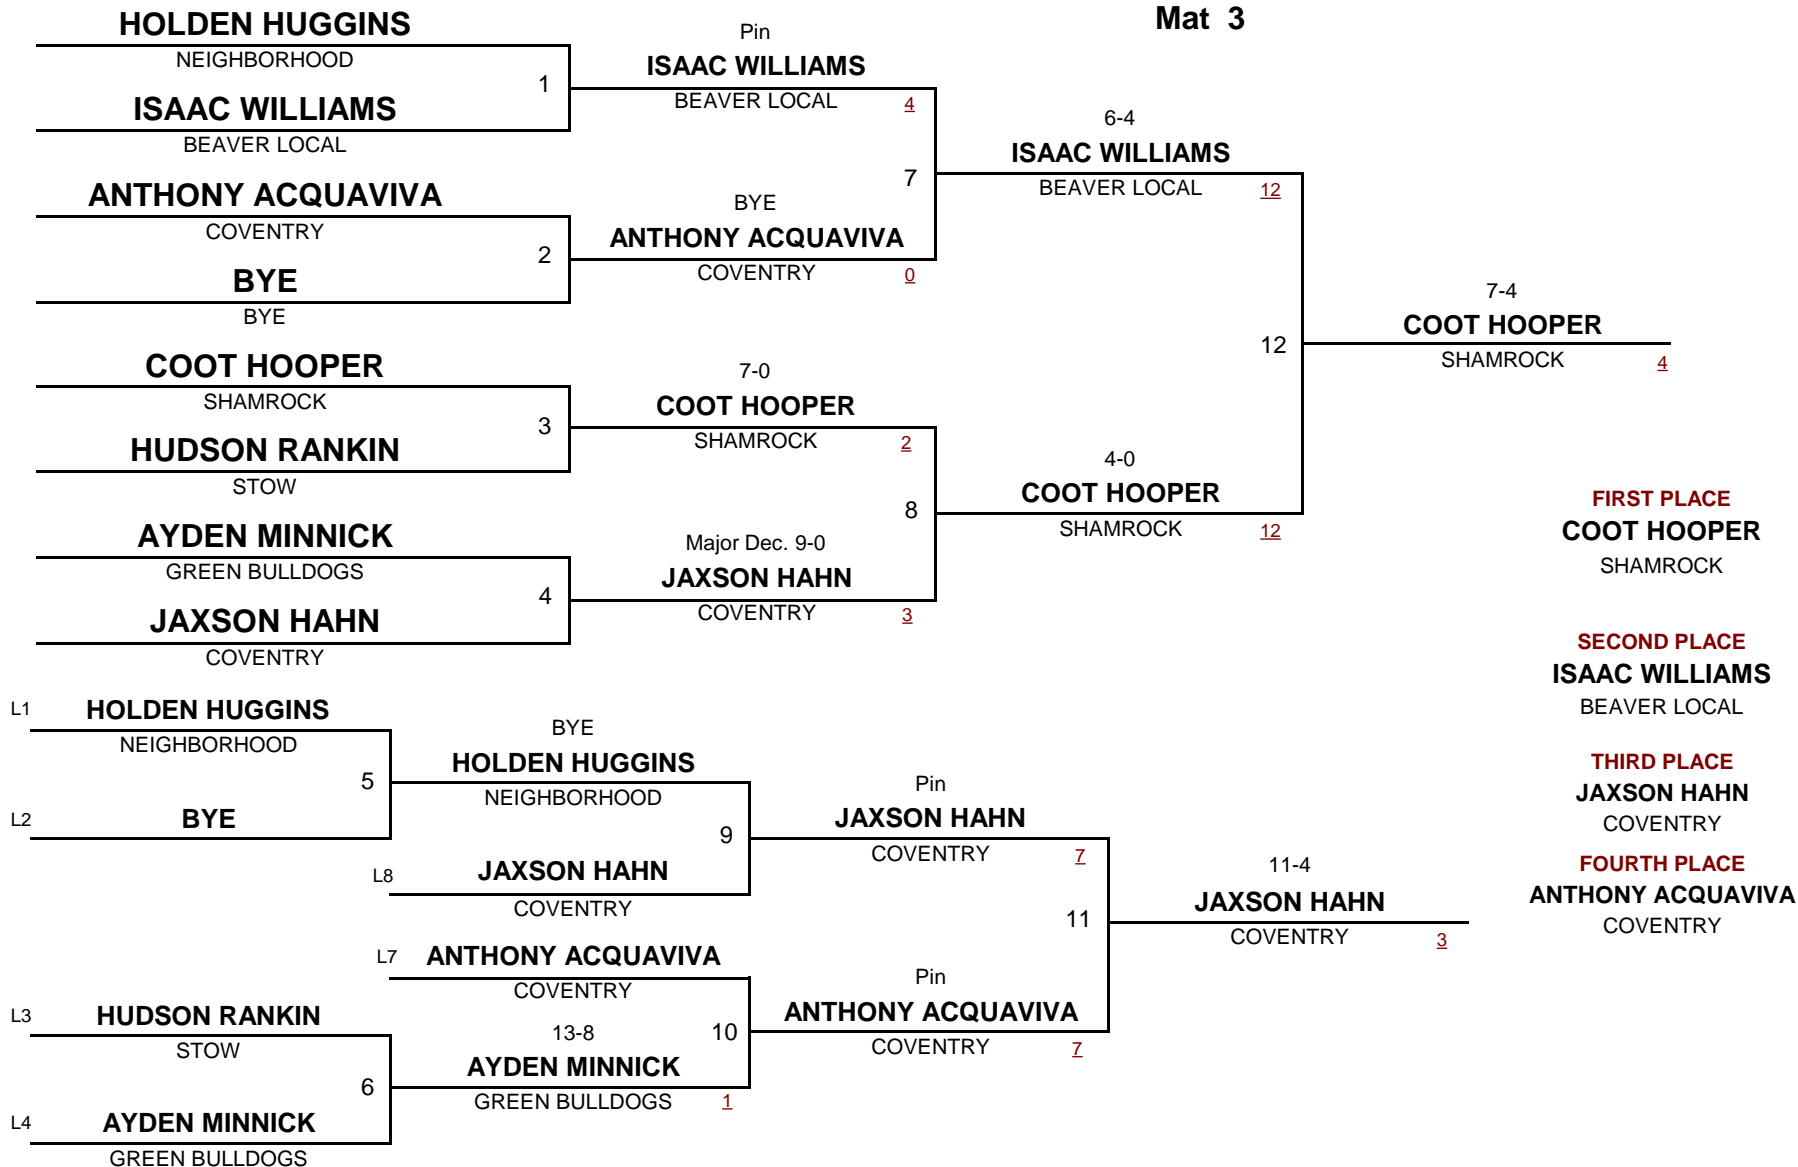 Mat 3
HOLDEN HUGGINS
NEIGHBORHOOD
1
ISAAC WILLIAMS
BEAVER LOCAL
ANTHONY ACQUAVIVA
COVENTRY
2
BYE
BYE
COOT HOOPER
SHAMROCK
3
HUDSON RANKIN
STOW
AYDEN MINNICK
GREEN BULLDOGS
4
JAXSON HAHN
COVENTRY
Pin
ISAAC WILLIAMS
BEAVER LOCAL 4
7
BYE
ANTHONY ACQUAVIVA
COVENTRY 0
7-0
COOT HOOPER
SHAMROCK 2
8
Major Dec. 9-0
JAXSON HAHN
COVENTRY 3
6-4
ISAAC WILLIAMS
BEAVER LOCAL 12
12
4-0
COOT HOOPER
SHAMROCK 12
7-4
COOT HOOPER
SHAMROCK 4
FIRST PLACE
COOT HOOPER
SHAMROCK
SECOND PLACE
ISAAC WILLIAMS
BEAVER LOCAL
THIRD PLACE
JAXSON HAHN
COVENTRY
FOURTH PLACE
ANTHONY ACQUAVIVA
COVENTRY
L1 HOLDEN HUGGINS
NEIGHBORHOOD
5
L2 BYE
BYE
HOLDEN HUGGINS
NEIGHBORHOOD
9
L8 JAXSON HAHN
COVENTRY
L7 ANTHONY ACQUAVIVA
COVENTRY
10
L3 HUDSON RANKIN
STOW
6
L4 AYDEN MINNICK
GREEN BULLDOGS
13-8
AYDEN MINNICK
GREEN BULLDOGS 1
Pin
JAXSON HAHN
COVENTRY 7
11
Pin
ANTHONY ACQUAVIVA
COVENTRY 7
11-4
JAXSON HAHN
COVENTRY 3